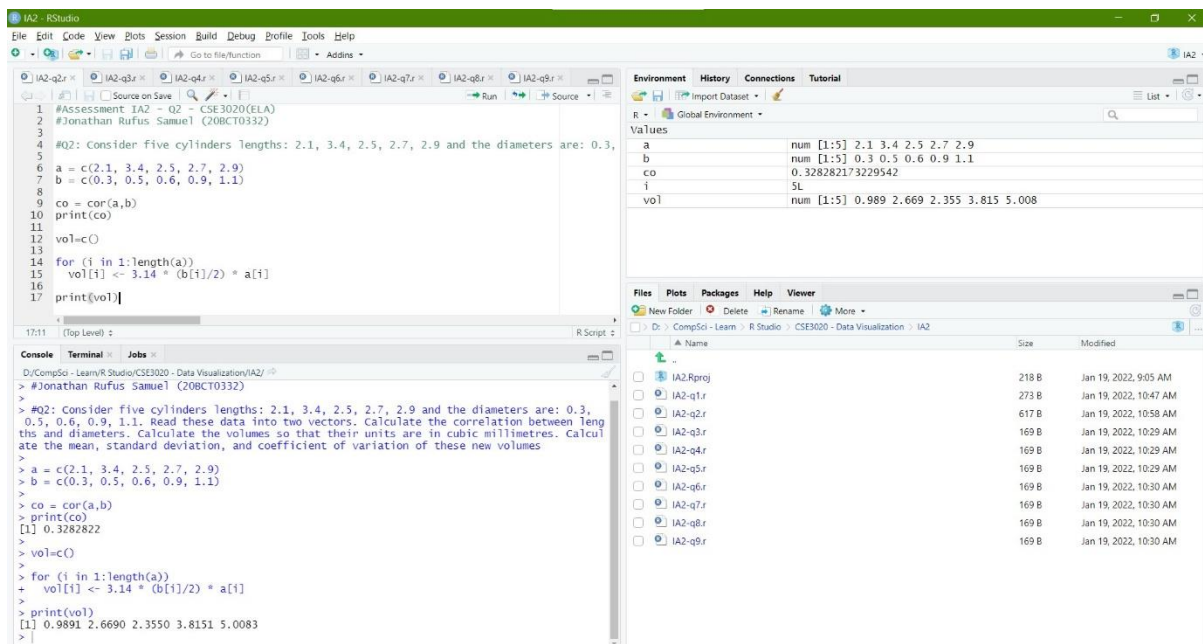 IA2 - RStudio
File Edit Code View Plots Session Build Debug Profile Tools Help
Go to file/function Addins IA2
IA2-q2.r IA2-q3.r IA2-q4.r IA2-q5.r IA2-q6.r IA2-q7.r IA2-q8.r IA2-q9.r
Source on Save Run Source
1 #Assessment IA2 - Q2 - CSE3020(ELA)
2 #Jonathan Rufus Samuel (20BCT0332)
3
4 #Q2: Consider five cylinders lengths: 2.1, 3.4, 2.5, 2.7, 2.9 and the diameters are: 0.3,
5
6 a = c(2.1, 3.4, 2.5, 2.7, 2.9)
7 b = c(0.3, 0.5, 0.6, 0.9, 1.1)
8
9 co = cor(a,b)
10 print(co)
11
12 vol=c()
13
14 for (i in 1:length(a))
15 vol[i] <- 3.14 * (b[i]/2) * a[i]
16
17 print(vol)
17:11 (Top Level) R Script
Console Terminal Jobs
D:/CompSci - Learn/R Studio/CSE3020 - Data Visualization/IA2/
> #Jonathan Rufus Samuel (20BCT0332)
>
> #Q2: Consider five cylinders lengths: 2.1, 3.4, 2.5, 2.7, 2.9 and the diameters are: 0.3,
0.5, 0.6, 0.9, 1.1. Read these data into two vectors. Calculate the correlation between leng
ths and diameters. Calculate the volumes so that their units are in cubic millimetres. Calcul
ate the mean, standard deviation, and coefficient of variation of these new volumes
>
> a = c(2.1, 3.4, 2.5, 2.7, 2.9)
> b = c(0.3, 0.5, 0.6, 0.9, 1.1)
>
> co = cor(a,b)
> print(co)
[1] 0.3282822
>
> vol=c()
>
> for (i in 1:length(a))
+ vol[i] <- 3.14 * (b[i]/2) * a[i]
>
> print(vol)
[1] 0.9891 2.6690 2.3550 3.8151 5.0083
>
Environment History Connections Tutorial
Import Dataset List
R Global Environment
Values
a num [1:5] 2.1 3.4 2.5 2.7 2.9
b num [1:5] 0.3 0.5 0.6 0.9 1.1
co 0.328282173229542
i 5L
vol num [1:5] 0.989 2.669 2.355 3.815 5.008
Files Plots Packages Help Viewer
New Folder Delete Rename More
D: > CompSci - Learn > R Studio > CSE3020 - Data Visualization > IA2
Name Size Modified
..
IA2.Rproj 218 B Jan 19, 2022, 9:05 AM
IA2-q1.r 273 B Jan 19, 2022, 10:47 AM
IA2-q2.r 617 B Jan 19, 2022, 10:58 AM
IA2-q3.r 169 B Jan 19, 2022, 10:29 AM
IA2-q4.r 169 B Jan 19, 2022, 10:29 AM
IA2-q5.r 169 B Jan 19, 2022, 10:29 AM
IA2-q6.r 169 B Jan 19, 2022, 10:30 AM
IA2-q7.r 169 B Jan 19, 2022, 10:30 AM
IA2-q8.r 169 B Jan 19, 2022, 10:30 AM
IA2-q9.r 169 B Jan 19, 2022, 10:30 AM